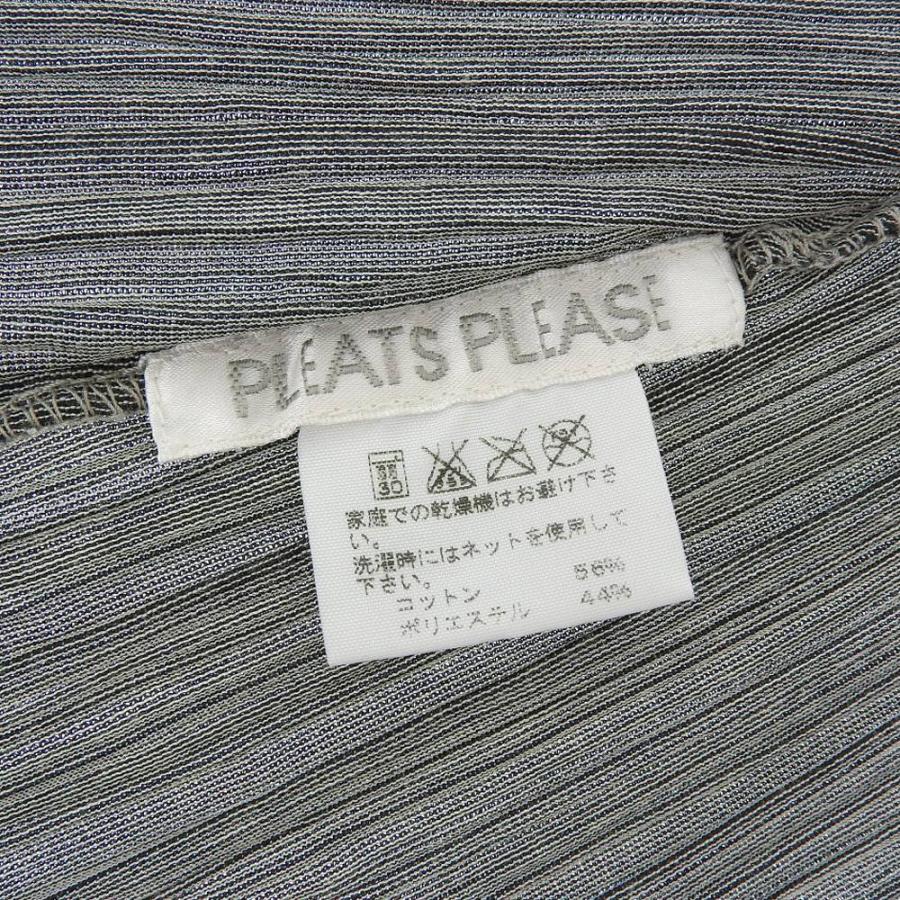 PLEATS PLEASE
30
家庭での乾燥機はお避け下さ
い。
洗濯時にはネットを使用して
下さい。
コットン 56%
ポリエステル 44%